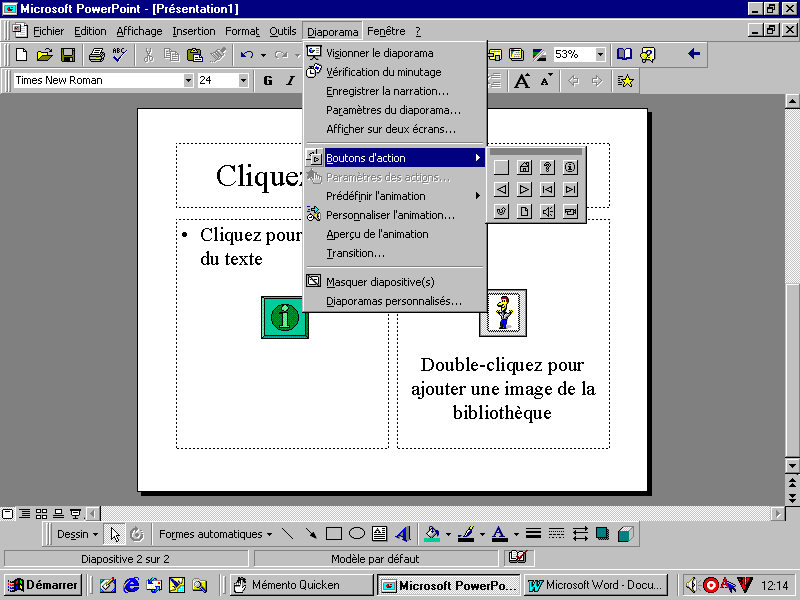 Microsoft PowerPoint - [Présentation1]
Fichier Edition Affichage Insertion Format Outils Diaporama Fenêtre ?
53%
Times New Roman 24 G I
Visionner le diaporama
Vérification du minutage
Enregistrer la narration...
Paramètres du diaporama...
Afficher sur deux écrans...
Boutons d'action
Paramètres des actions...
Prédéfinir l'animation
Personnaliser l'animation...
Aperçu de l'animation
Transition...
Masquer diapositive(s)
Diaporamas personnalisés...
Cliquez
• Cliquez pour
du texte
Double-cliquez pour
ajouter une image de la
bibliothèque
Dessin Formes automatiques
Diapositive 2 sur 2 Modèle par défaut
Démarrer Mémento Quicken Microsoft PowerPo... Microsoft Word - Docu... 12:14